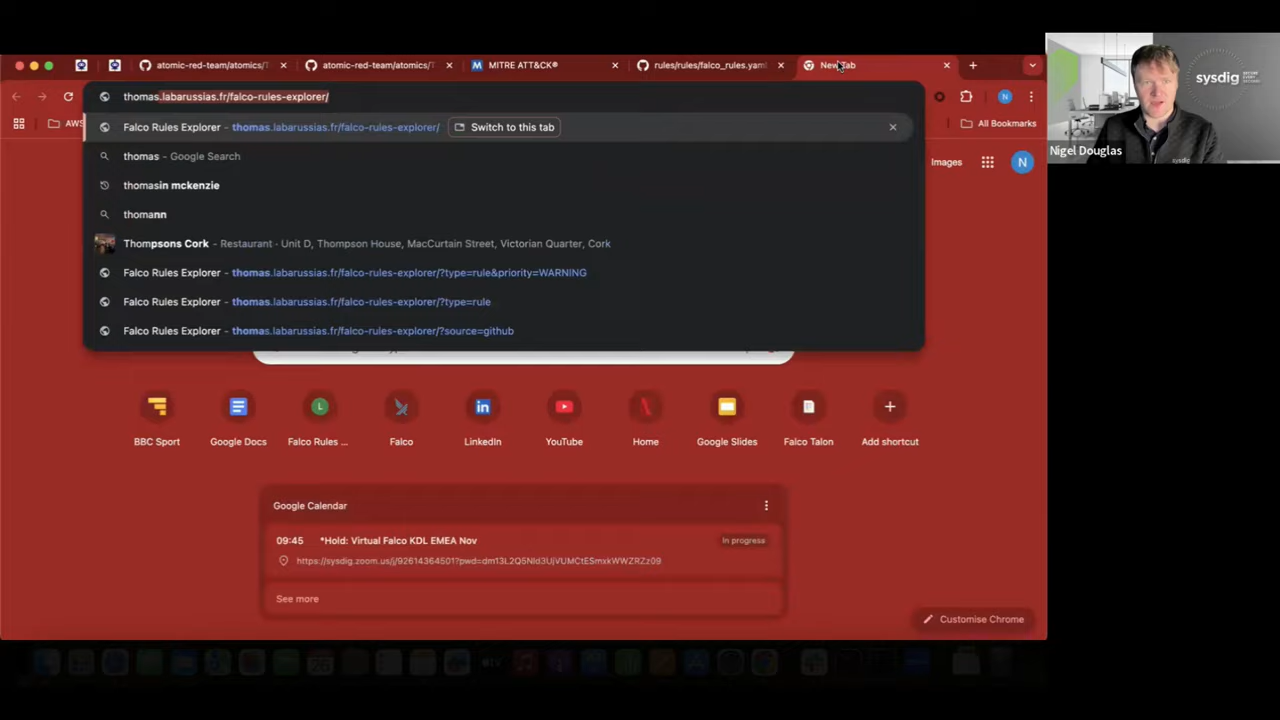 atomic-red-team/atomics/T
atomic-red-team/atomics/T
MITRE ATT&CK®
rules/rules/falco_rules.yaml
New Tab
thomas.labarussias.fr/falco-rules-explorer/
AWS
All Bookmarks
Falco Rules Explorer - thomas.labarussias.fr/falco-rules-explorer/ Switch to this tab
thomas - Google Search
thomasin mckenzie
thomann
Thompsons Cork - Restaurant · Unit D, Thompson House, MacCurtain Street, Victorian Quarter, Cork
Falco Rules Explorer - thomas.labarussias.fr/falco-rules-explorer/?type=rule&priority=WARNING
Falco Rules Explorer - thomas.labarussias.fr/falco-rules-explorer/?type=rule
Falco Rules Explorer - thomas.labarussias.fr/falco-rules-explorer/?source=github
Images
N
N
sysdig
sysdig
Nigel Douglas
L
BBC Sport
Google Docs
Falco Rules ...
Falco
LinkedIn
YouTube
Home
Google Slides
Falco Talon
Add shortcut
Google Calendar
09:45 *Hold: Virtual Falco KDL EMEA Nov
In progress
See more
Customise Chrome